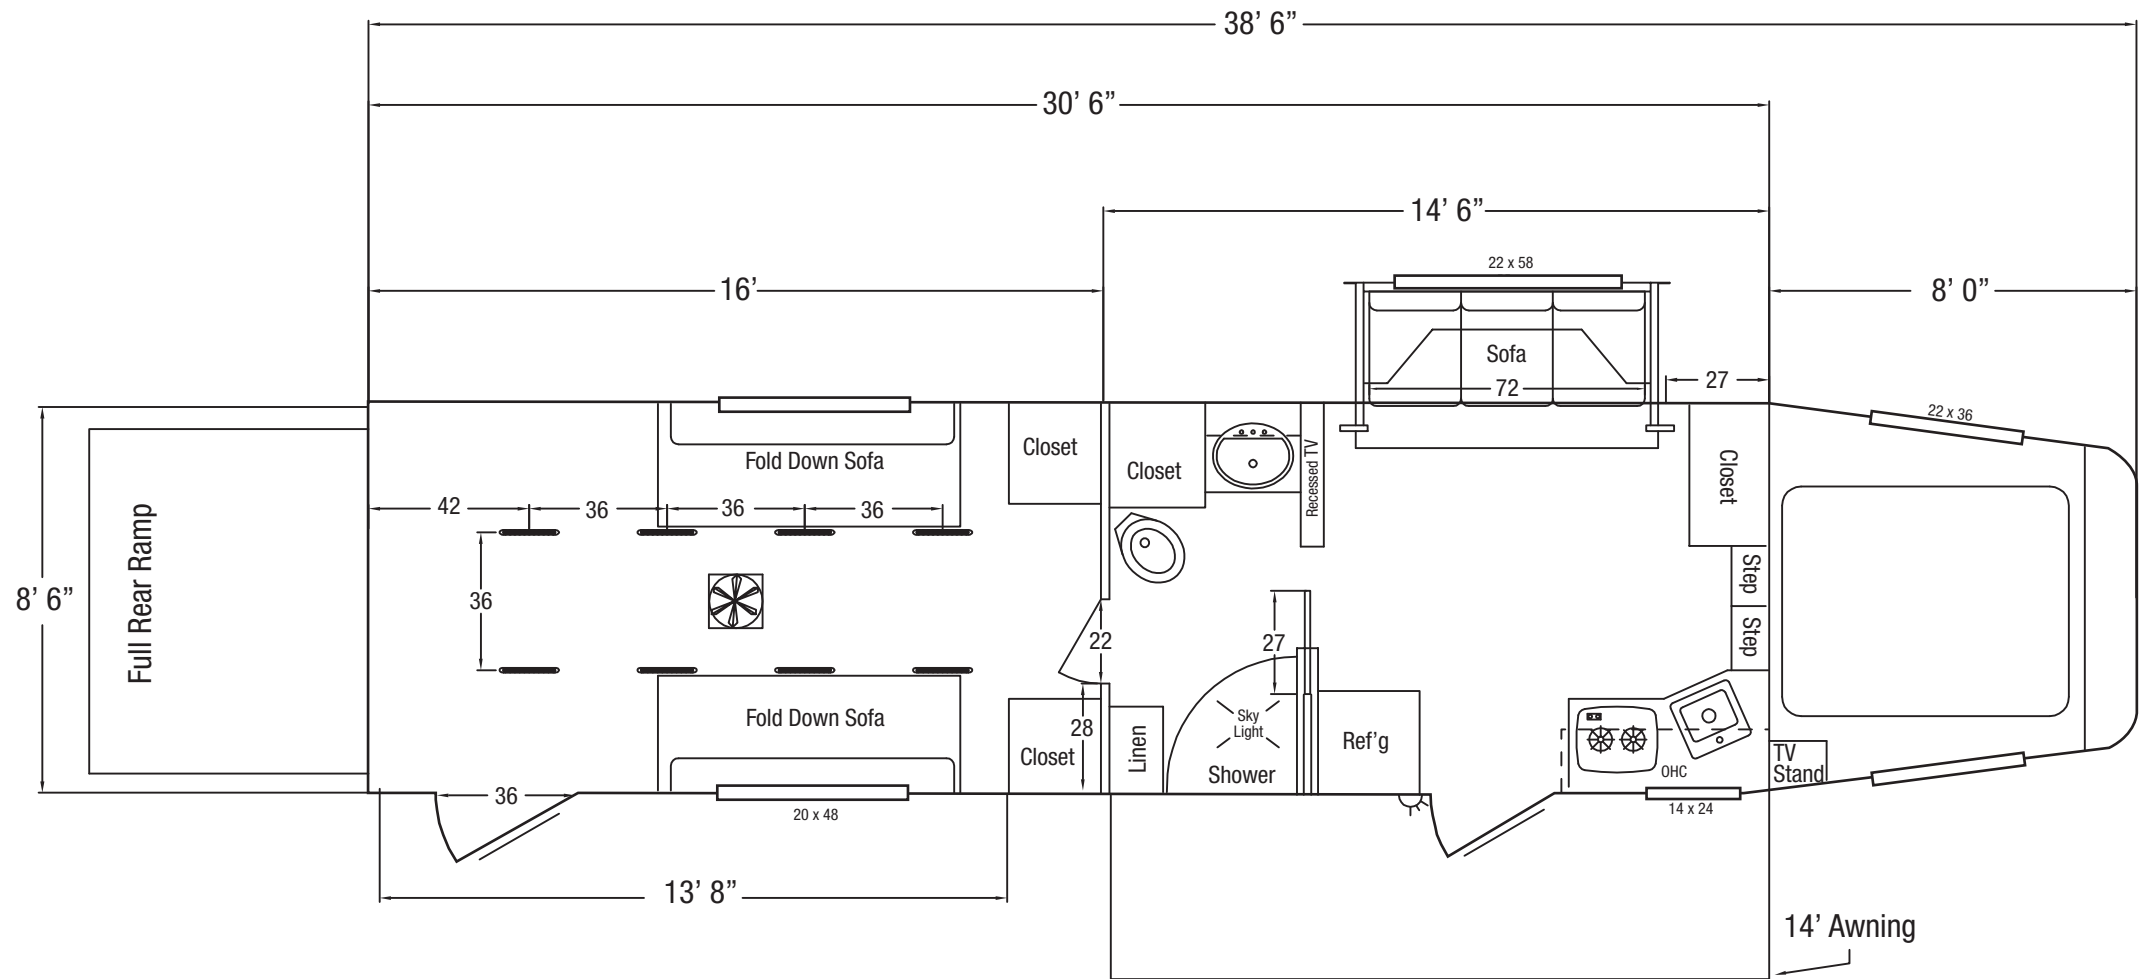 38’ 6”
30’ 6”
14’ 6”
16’
8’ 0”
22 x 58
Sofa
72
27
22 x 36
8’ 6”
Full Rear Ramp
Fold Down Sofa
Closet
Closet
Recessed TV
Closet
42
36
36
36
36
Step
Step
22
27
Fold Down Sofa
Closet
28
Linen
Sky
Light
Shower
Ref’g
OHC
TV
Stand
36
20 x 48
14 x 24
13’ 8”
14’ Awning